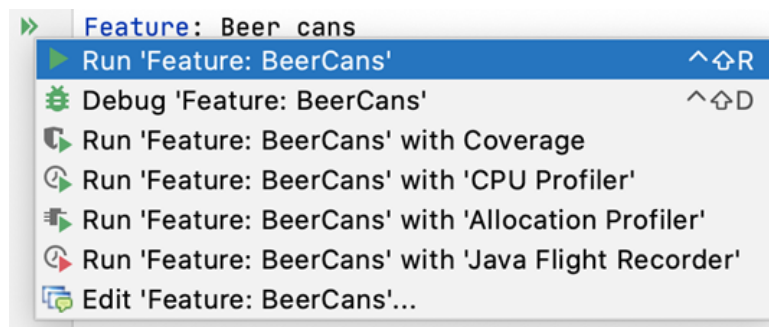 Feature: Beer cans
Run 'Feature: BeerCans' ^⇧R
Debug 'Feature: BeerCans' ^⇧D
Run 'Feature: BeerCans' with Coverage
Run 'Feature: BeerCans' with 'CPU Profiler'
Run 'Feature: BeerCans' with 'Allocation Profiler'
Run 'Feature: BeerCans' with 'Java Flight Recorder'
Edit 'Feature: BeerCans'...